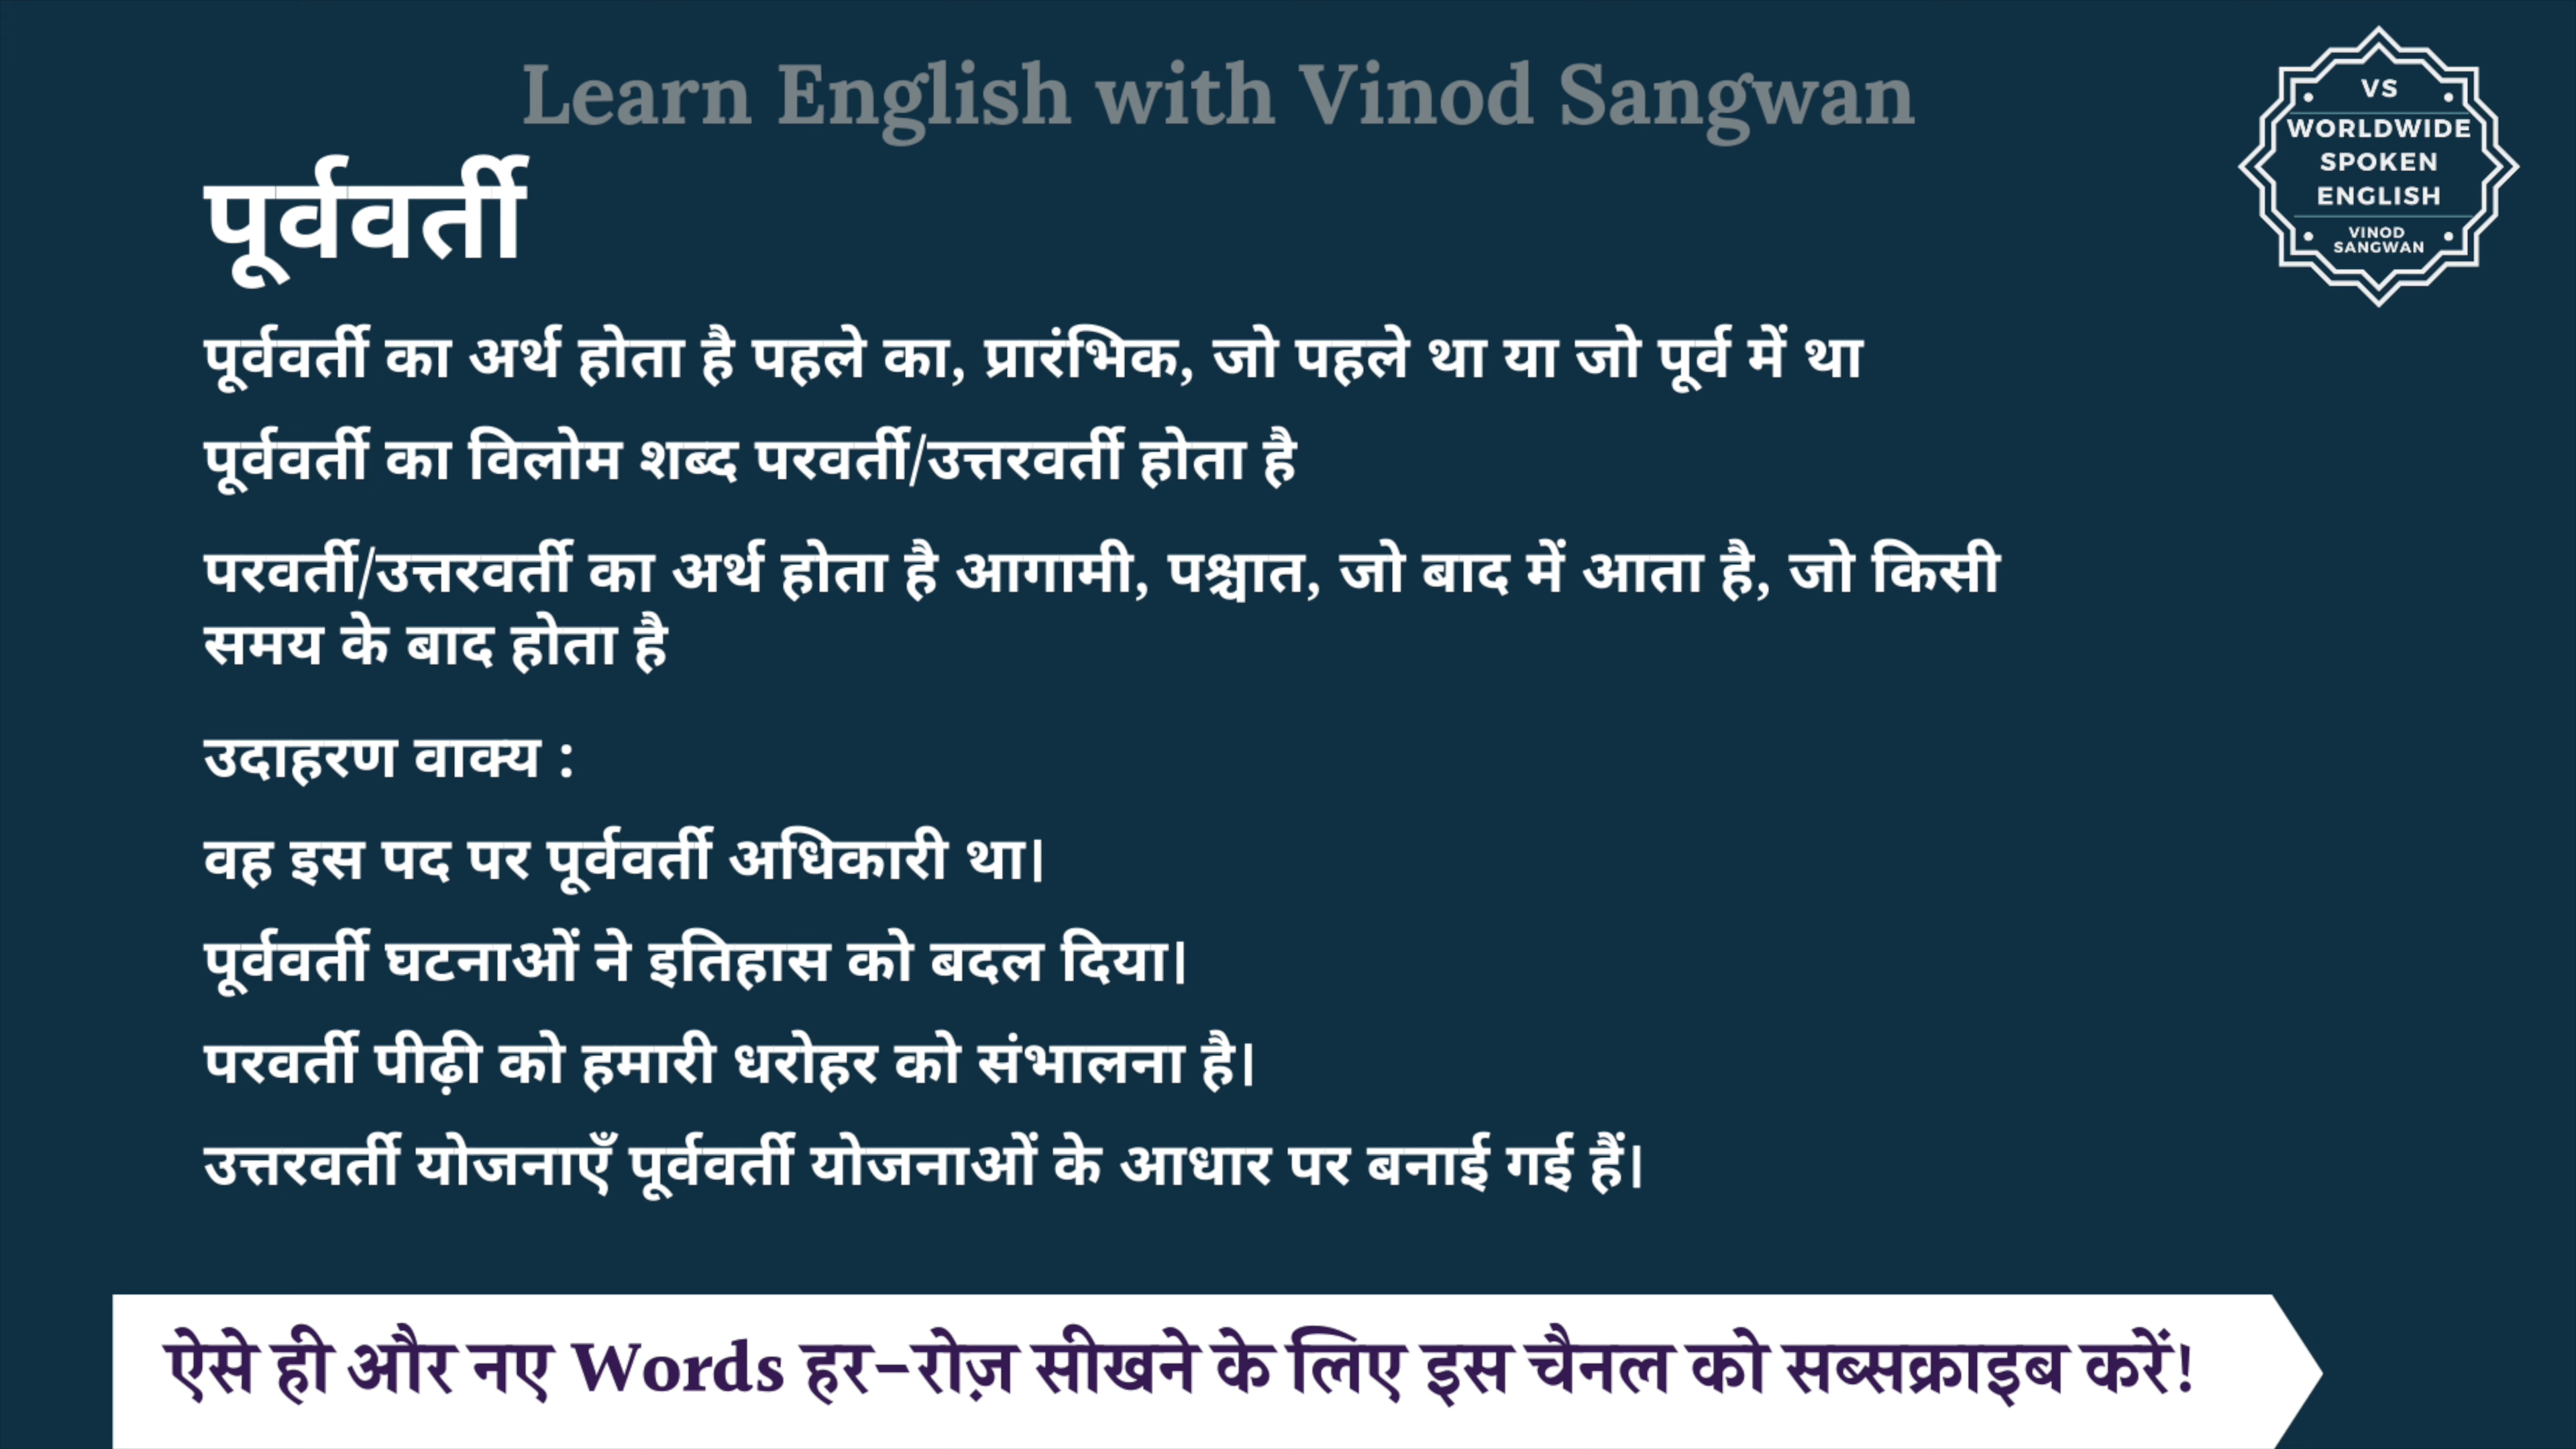 Learn English with Vinod Sangwan
VS
WORLDWIDE
SPOKEN
ENGLISH
VINOD
SANGWAN
पूर्ववर्ती
पूर्ववर्ती का अर्थ होता है पहले का, प्रारंभिक, जो पहले था या जो पूर्व में था
पूर्ववर्ती का विलोम शब्द परवर्ती/उत्तरवर्ती होता है
परवर्ती/उत्तरवर्ती का अर्थ होता है आगामी, पश्चात, जो बाद में आता है, जो किसी
समय के बाद होता है
उदाहरण वाक्य :
वह इस पद पर पूर्ववर्ती अधिकारी था।
पूर्ववर्ती घटनाओं ने इतिहास को बदल दिया।
परवर्ती पीढ़ी को हमारी धरोहर को संभालना है।
उत्तरवर्ती योजनाएँ पूर्ववर्ती योजनाओं के आधार पर बनाई गई हैं।
ऐसे ही और नए Words हर-रोज़ सीखने के लिए इस चैनल को सब्सक्राइब करें!